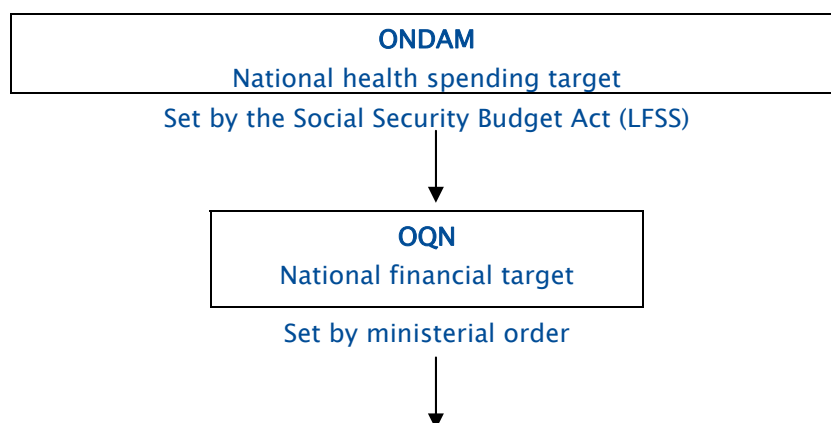 ONDAM
National health spending target
Set by the Social Security Budget Act (LFSS)
OQN
National financial target
Set by ministerial order